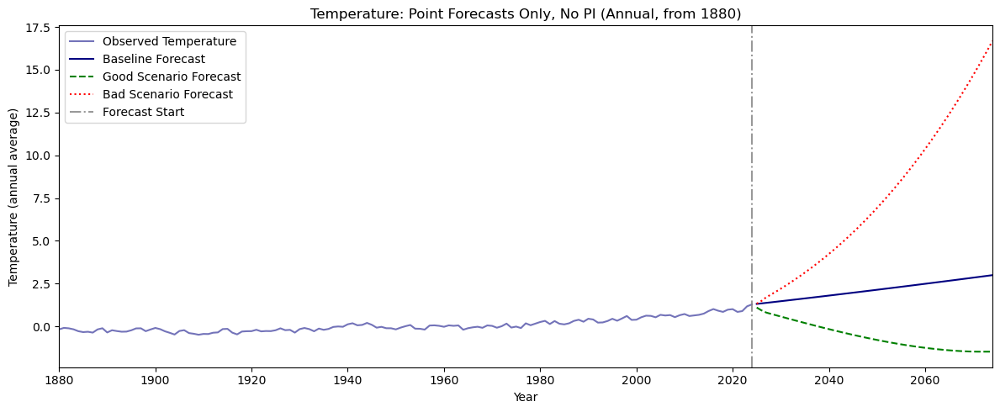 Temperature: Point Forecasts Only, No PI (Annual, from 1880)
Observed Temperature
Baseline Forecast
Good Scenario Forecast
Bad Scenario Forecast
Forecast Start
Temperature (annual average)
17.5
15.0
12.5
10.0
7.5
5.0
2.5
0.0
1880 1900 1920 1940 1960 1980 2000 2020 2040 2060
Year